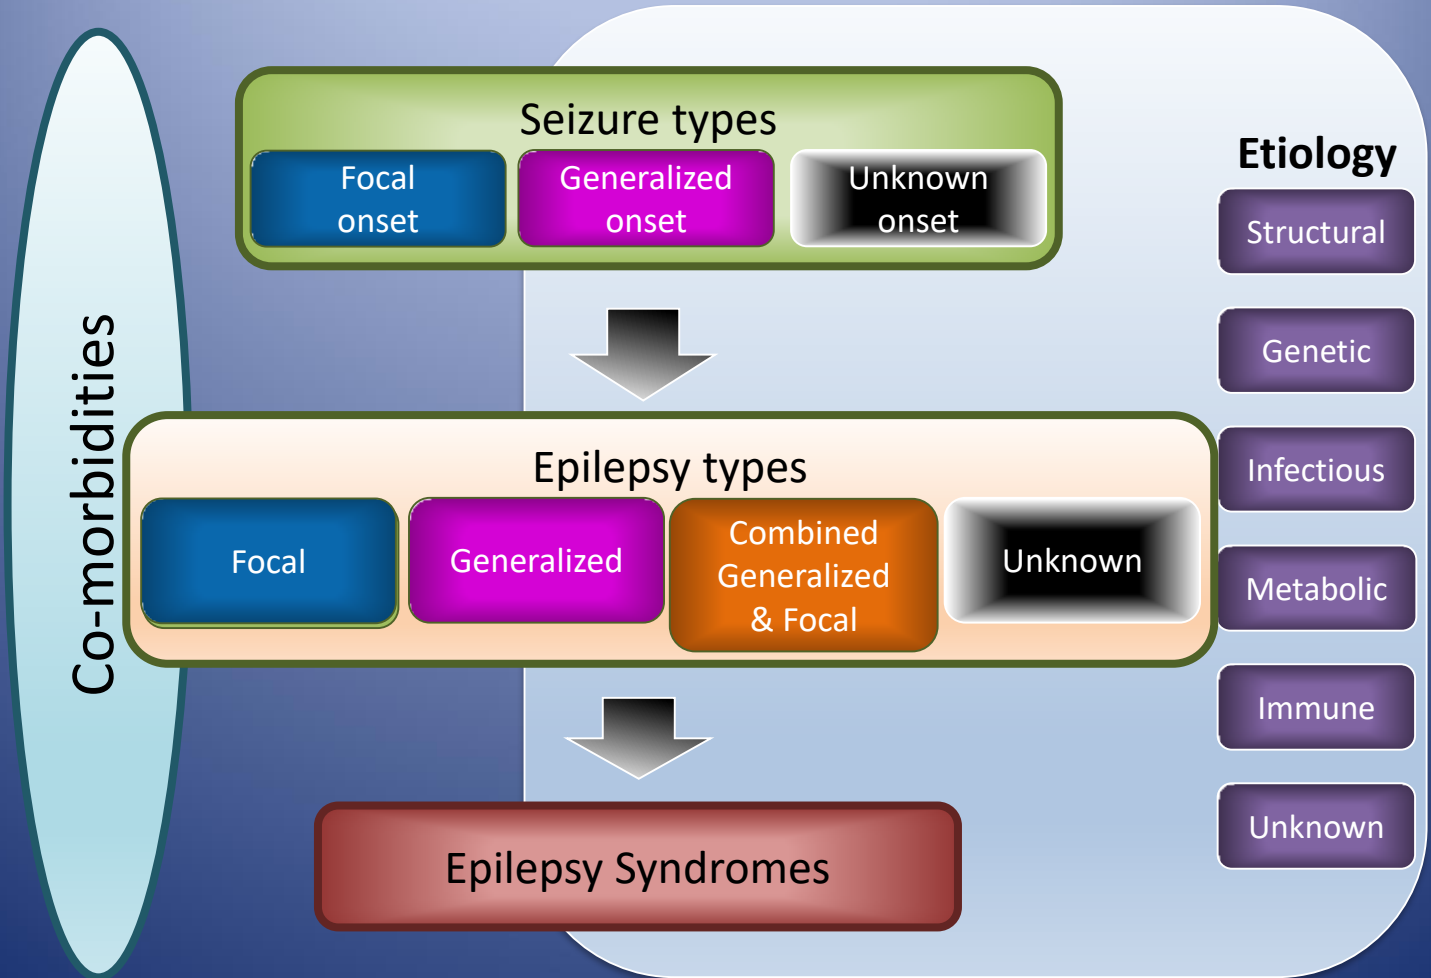 Co-morbidities
Seizure types
Focal
onset
Generalized
onset
Unknown
onset
Epilepsy types
Focal
Generalized
Combined
Generalized
& Focal
Unknown
Epilepsy Syndromes
Etiology
Structural
Genetic
Infectious
Metabolic
Immune
Unknown